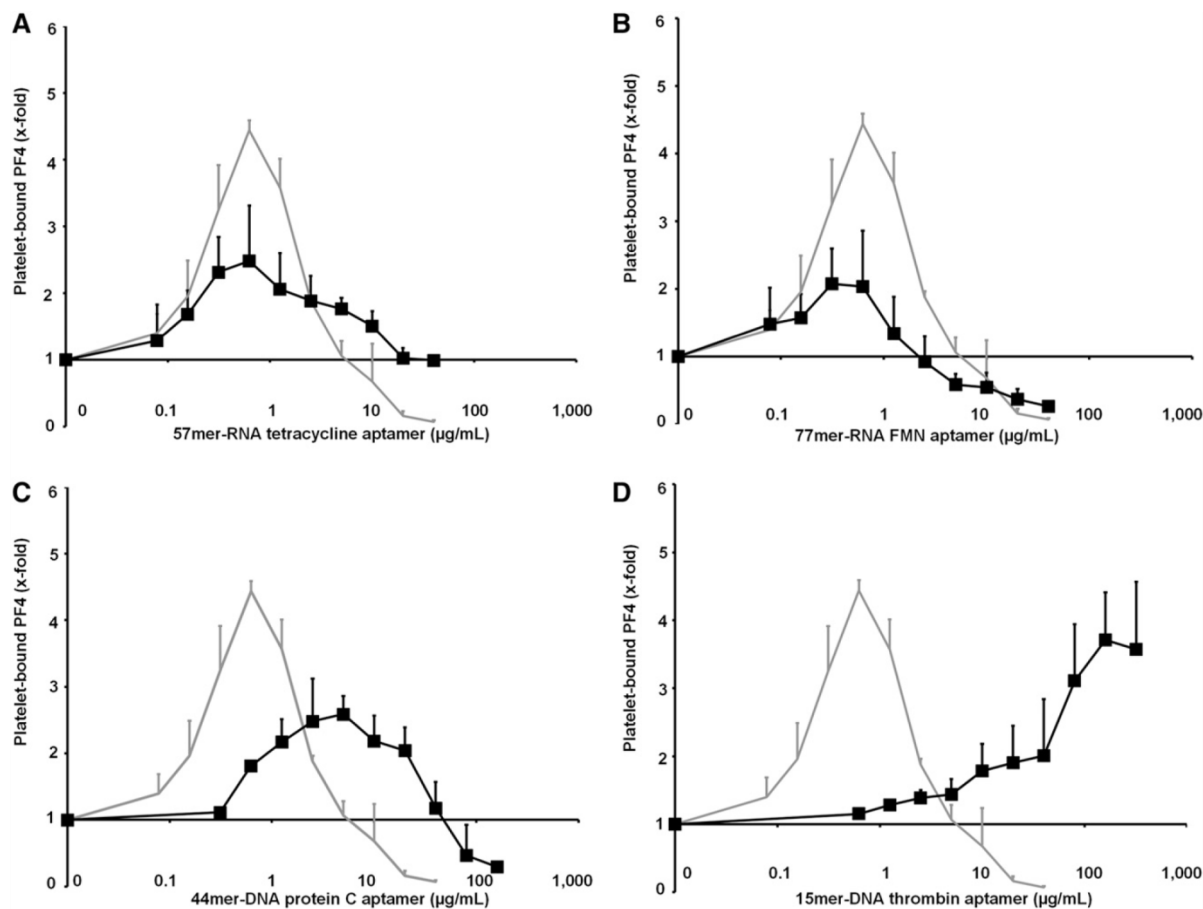 A
Platelet-bound PF4 (x-fold)
6
5
4
3
2
1
0
0 0.1 1 10 100 1,000
57mer-RNA tetracycline aptamer (µg/mL)
B
Platelet-bound PF4 (x-fold)
6
5
4
3
2
1
0
0 0.1 1 10 100 1,000
77mer-RNA FMN aptamer (µg/mL)
C
Platelet-bound PF4 (x-fold)
6
5
4
3
2
1
0
0 0.1 1 10 100 1,000
44mer-DNA protein C aptamer (µg/mL)
D
Platelet-bound PF4 (x-fold)
6
5
4
3
2
1
0
0 0.1 1 10 100 1,000
15mer-DNA thrombin aptamer (µg/mL)